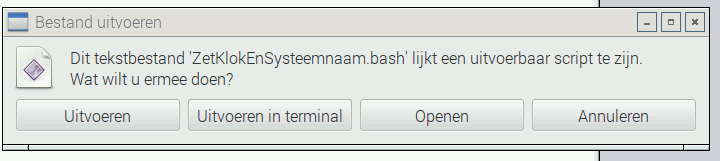 Bestand uitvoeren
Dit tekstbestand 'ZetKlokEnSysteemnaam.bash' lijkt een uitvoerbaar script te zijn.
Wat wilt u ermee doen?
Uitvoeren
Uitvoeren in terminal
Openen
Annuleren